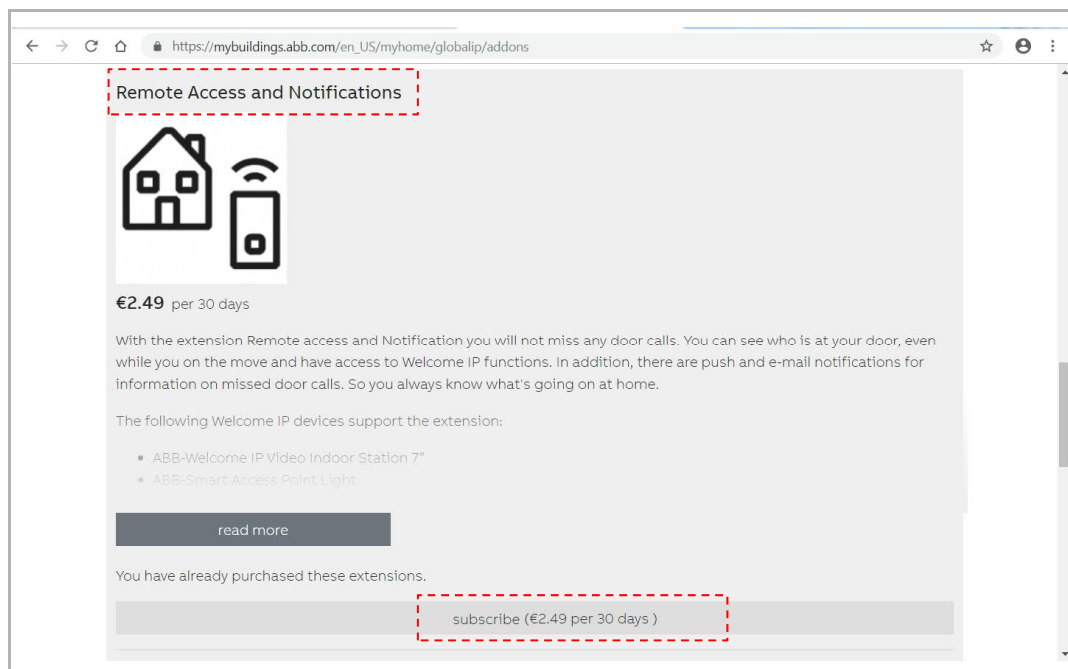 https://mybuildings.abb.com/en_US/myhome/globalip/addons
Remote Access and Notifications
€2.49 per 30 days
With the extension Remote access and Notification you will not miss any door calls. You can see who is at your door, even
while you on the move and have access to Welcome IP functions. In addition, there are push and e-mail notifications for
information on missed door calls. So you always know what's going on at home.
The following Welcome IP devices support the extension:
• ABB-Welcome IP Video Indoor Station 7"
• ABB-Smart Access Point Light
read more
You have already purchased these extensions.
subscribe (€2.49 per 30 days )